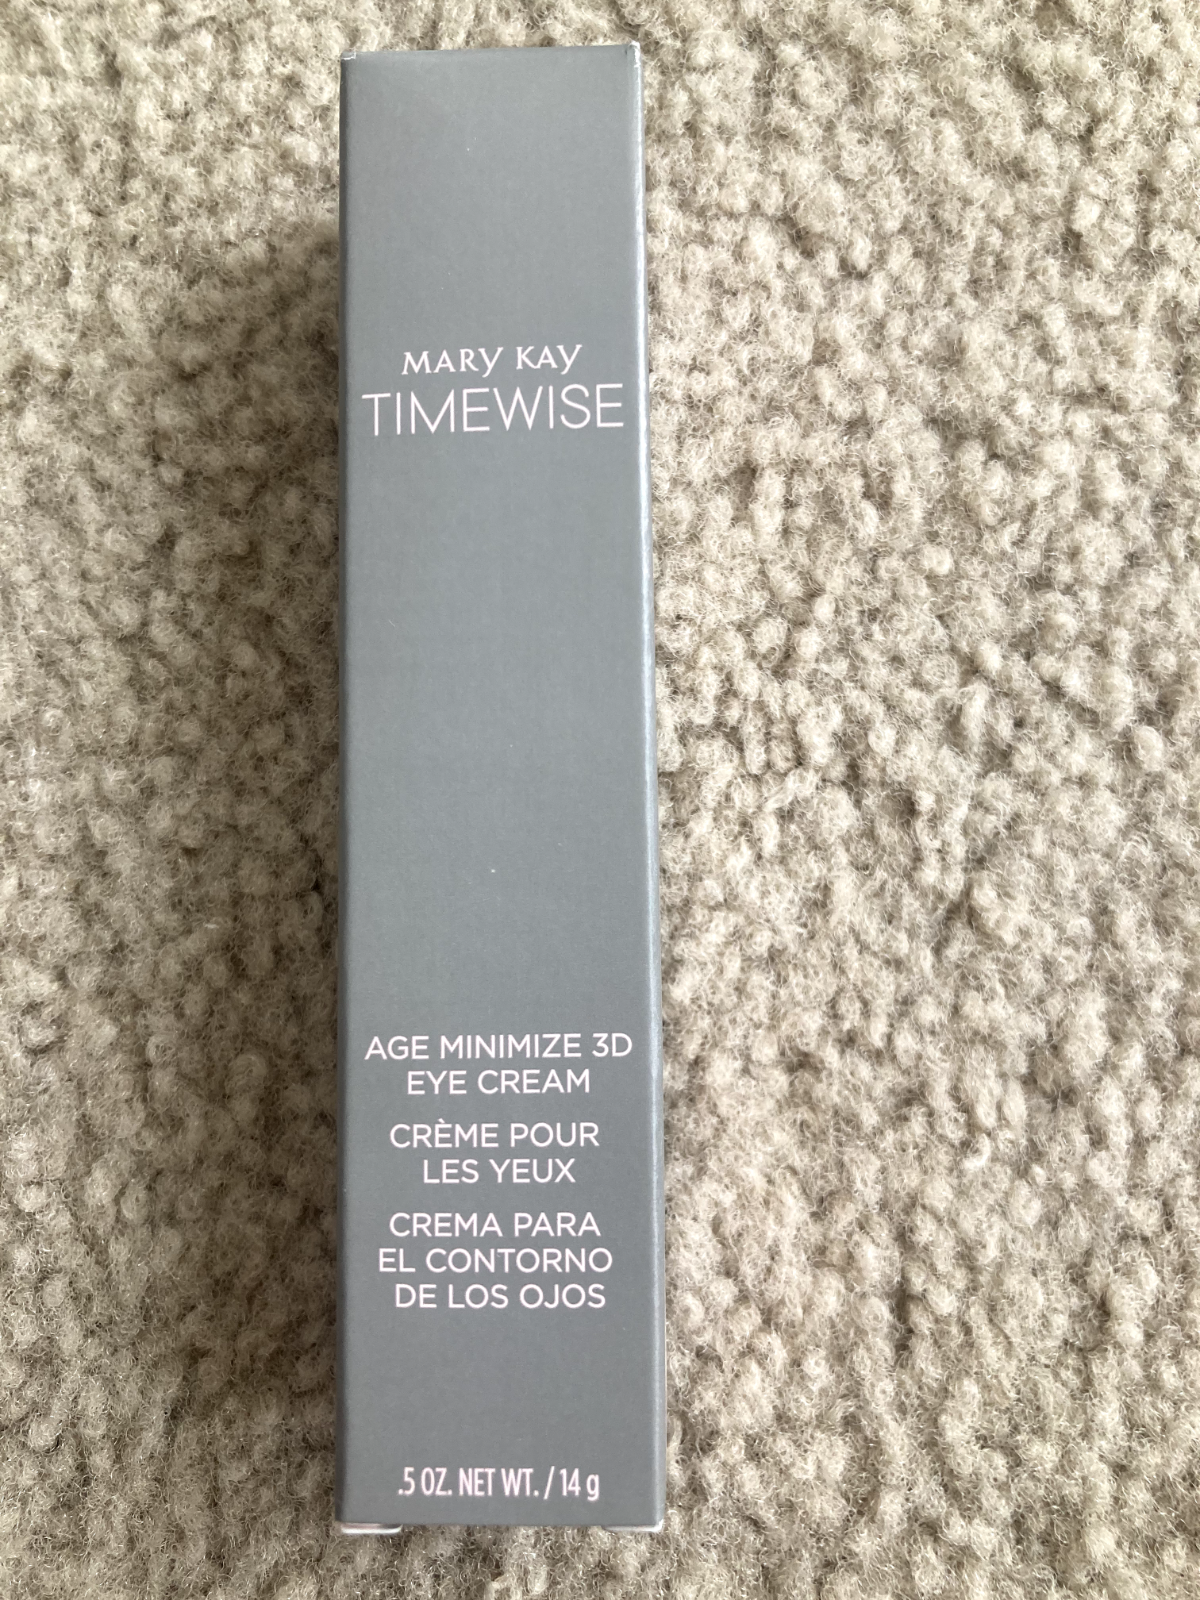 MARY KAY
TIMEWISE
AGE MINIMIZE 3D
EYE CREAM
CRÈME POUR
LES YEUX
CREMA PARA
EL CONTORNO
DE LOS OJOS
.5 OZ. NET WT. / 14 g